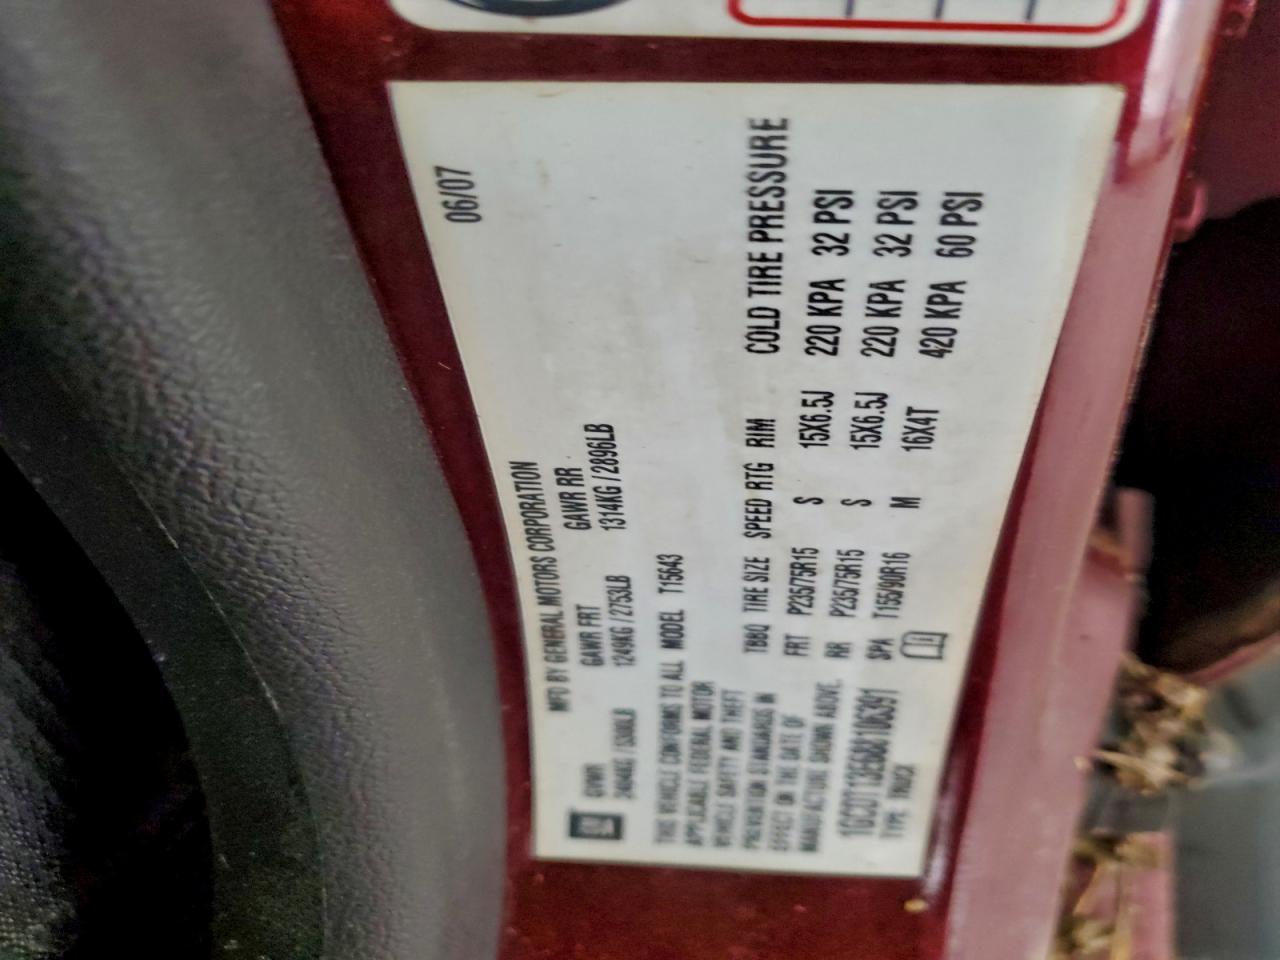 06/07
MFD BY GENERAL MOTORS CORPORATION
GVWR GAWR FRT GAWR RR
1249KG / 2753LB 1314KG / 2896LB
THIS VEHICLE CONFORMS TO ALL MODEL T15643
APPLICABLE FEDERAL MOTOR
VEHICLE SAFETY AND THEFT
PREVENTION STANDARDS IN
EFFECT ON THE DATE OF
MANUFACTURE SHOWN ABOVE.
TYPE TRUCK
TBBQ TIRE SIZE SPEED RTG RIM COLD TIRE PRESSURE
FRT P235/75R15 S 15X6.5J 220 KPA 32 PSI
RR P235/75R15 S 15X6.5J 220 KPA 32 PSI
SPA T155/90R16 M 16X4T 420 KPA 60 PSI